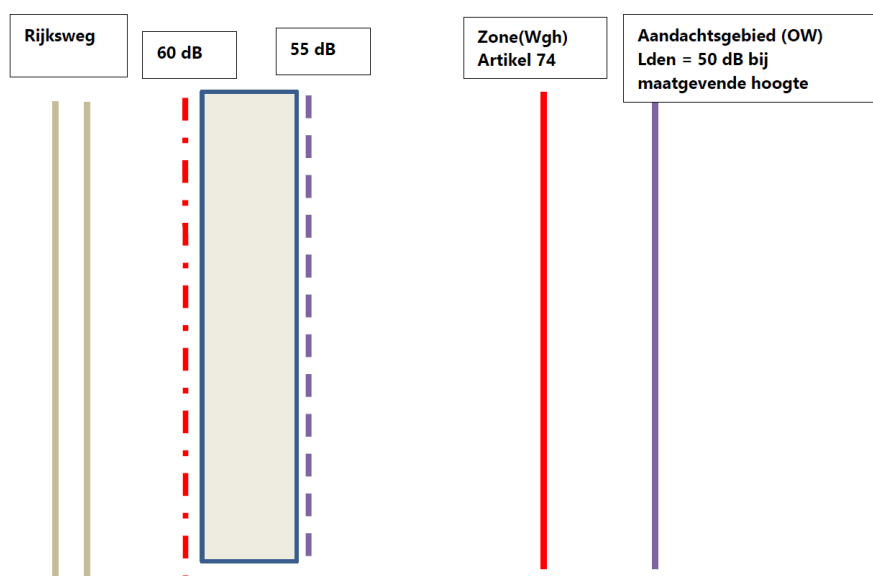 Rijksweg
60 dB
55 dB
Zone(Wgh)
Artikel 74
Aandachtsgebied (OW)
Lden = 50 dB bij
maatgevende hoogte